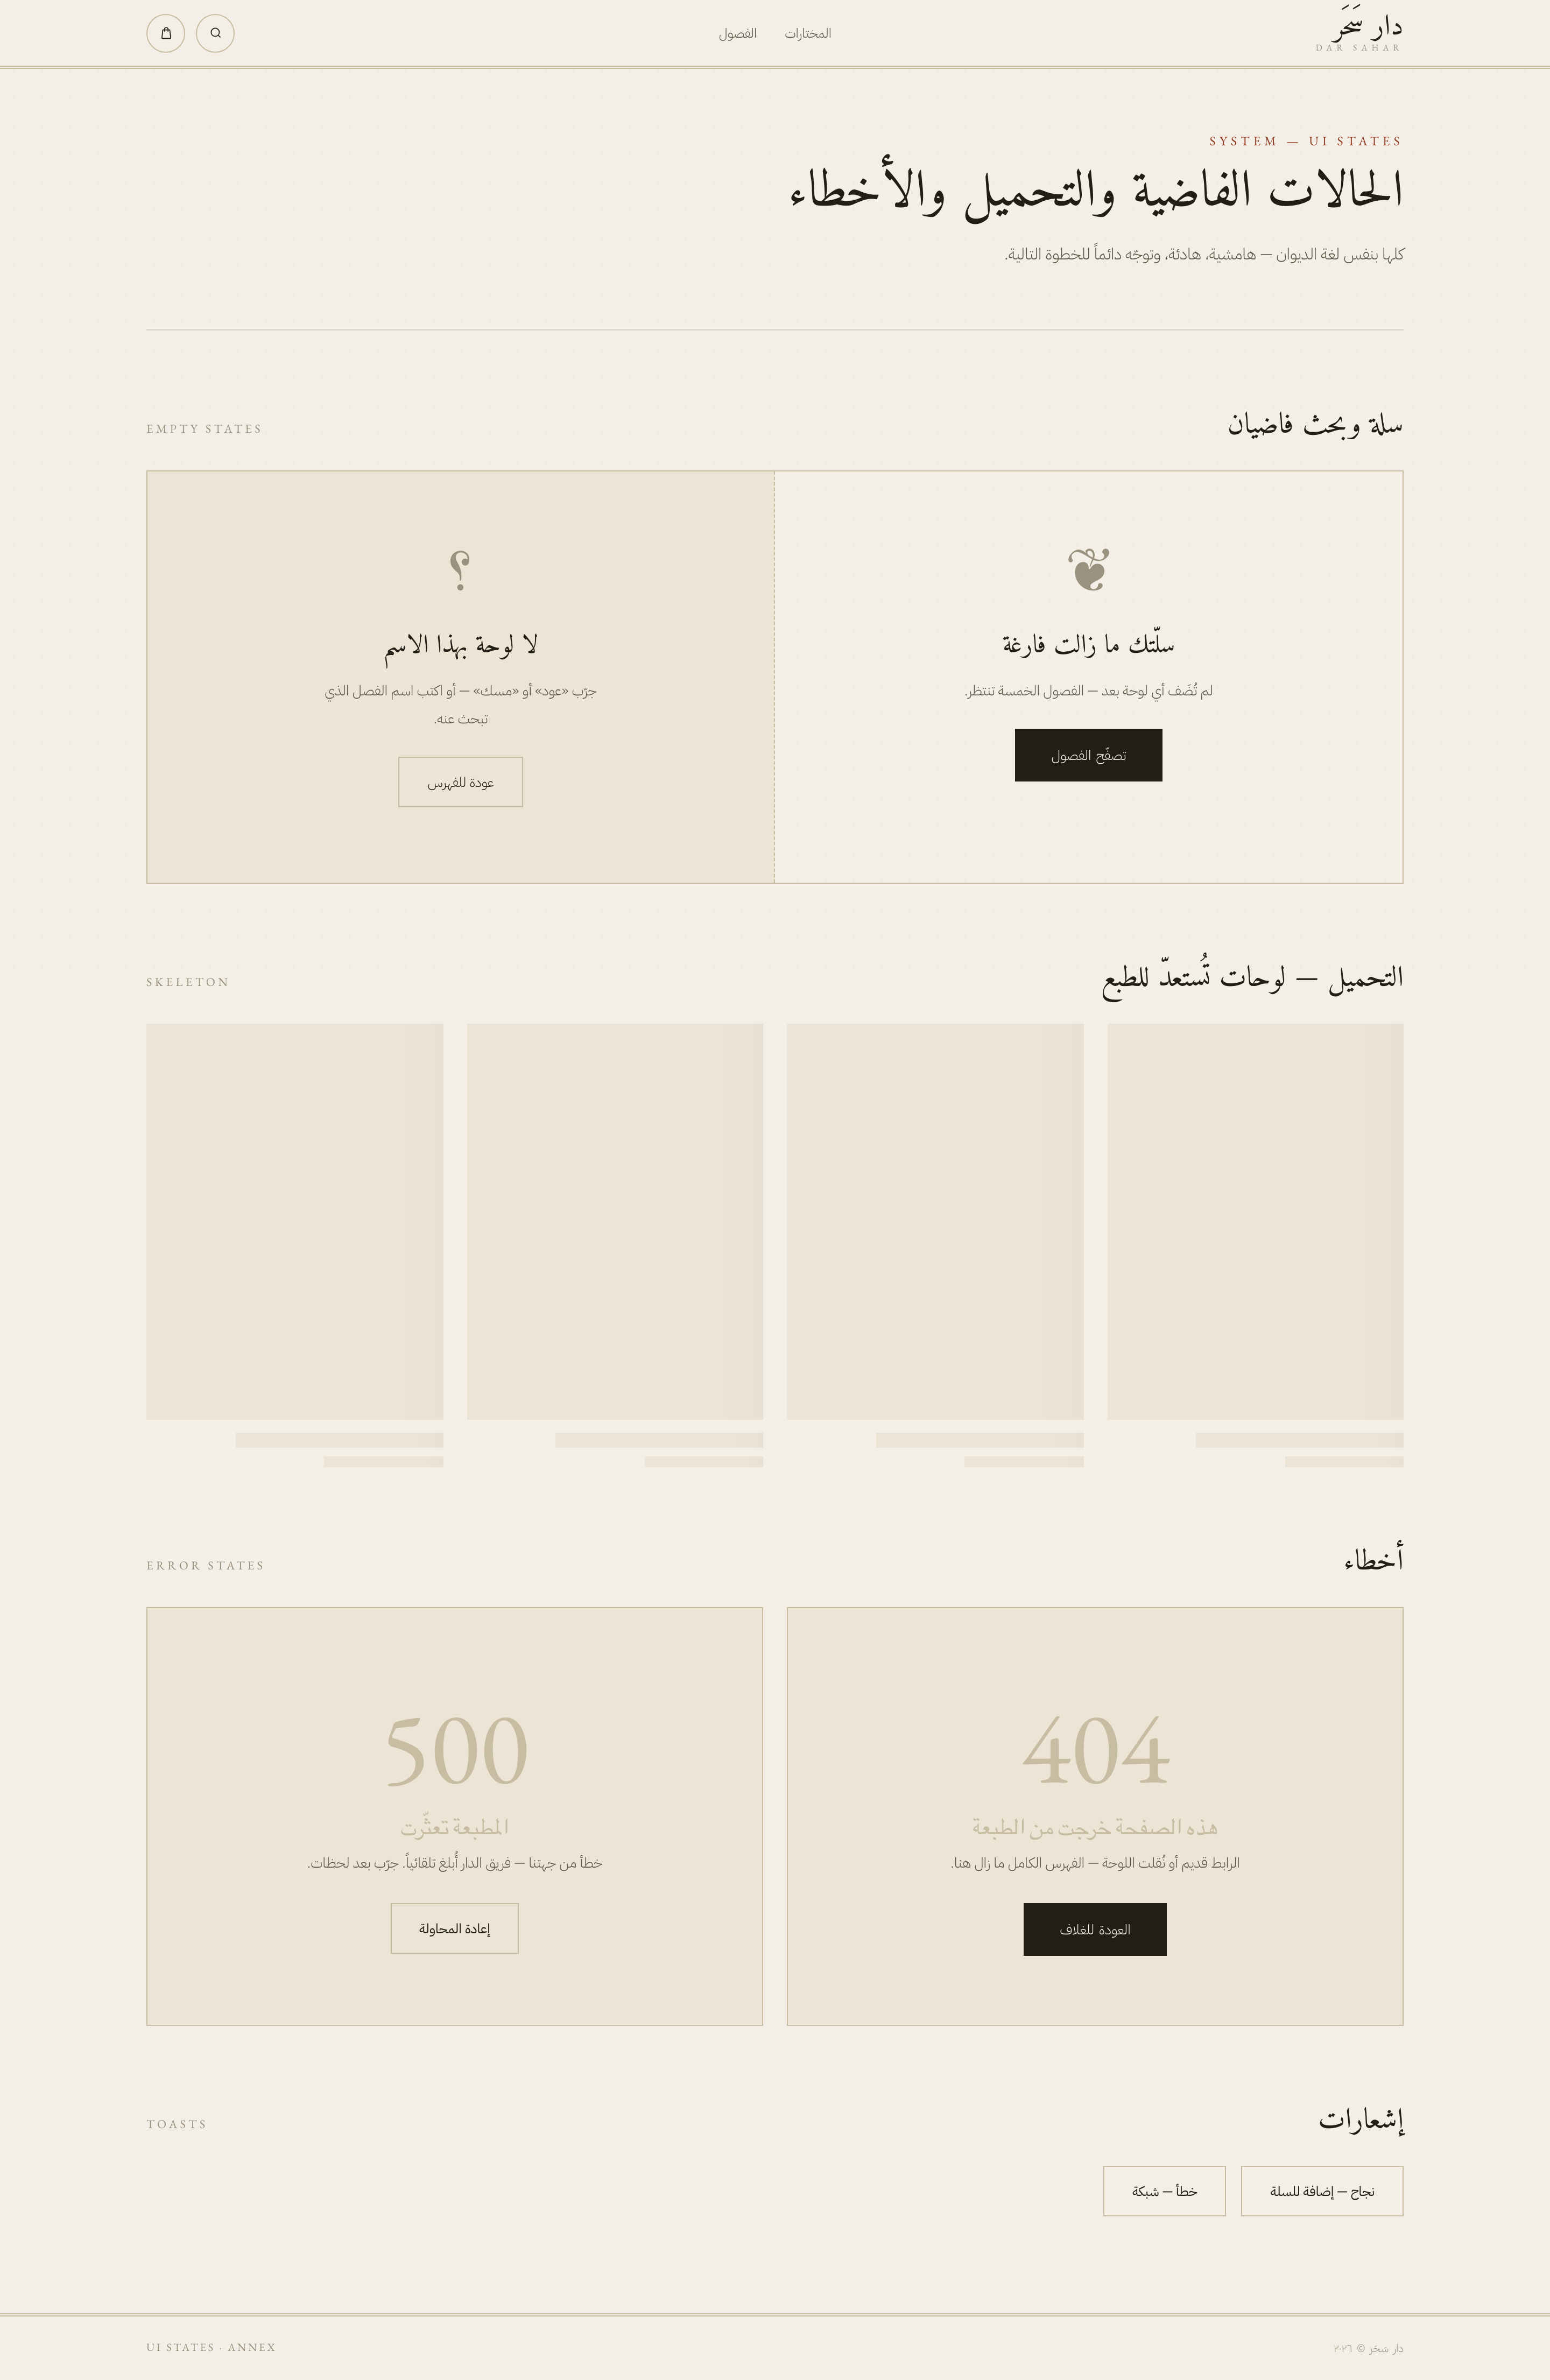 دار سَحَر
DAR SAHAR
المختارات
الفصول
SYSTEM — UI STATES
الحالات الفاضية والتحميل والأخطاء
كلها بنفس لغة الديوان — هامشية، هادئة، وتوجّه دائماً للخطوة التالية.
سلة وبحث فاضيان
EMPTY STATES
❦
سلّتك ما زالت فارغة
لم تُضَف أي لوحة بعد — الفصول الخمسة تنتظر.
تصفّح الفصول
؟
لا لوحة بهذا الاسم
جرّب «عود» أو «مسك» — أو اكتب اسم الفصل الذي
تبحث عنه.
عودة للفهرس
التحميل — لوحات تُستعدّ للطبع
SKELETON
أخطاء
ERROR STATES
404
هذه الصفحة خرجت من الطبعة
الرابط قديم أو نُقلت اللوحة — الفهرس الكامل ما زال هنا.
العودة للغلاف
500
المطبعة تعثّرت
خطأ من جهتنا — فريق الدار أُبلغ تلقائياً. جرّب بعد لحظات.
إعادة المحاولة
إشعارات
TOASTS
نجاح — إضافة للسلة
خطأ — شبكة
دار سَحَر © ٢٠٢٦
UI STATES · ANNEX